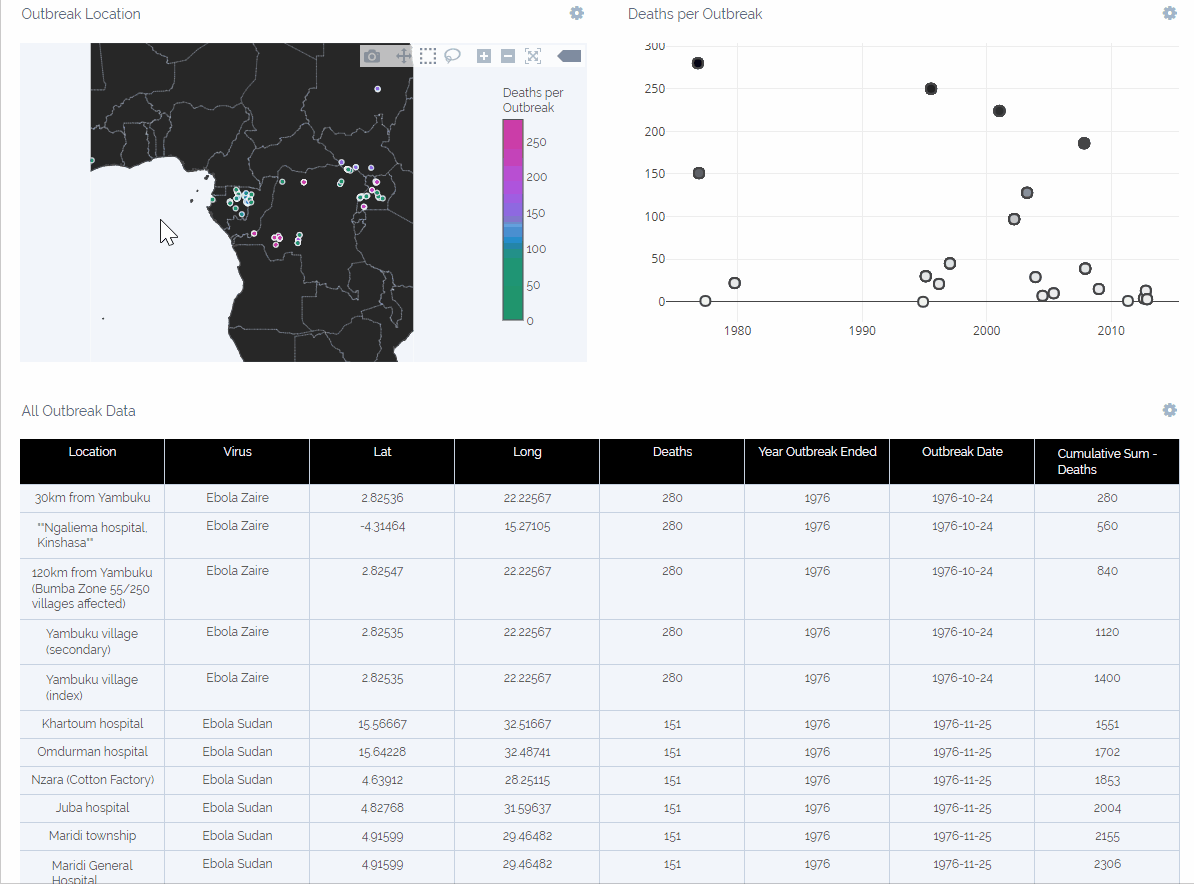 Outbreak Location
Deaths per
Outbreak
250
200
150
100
50
0
Deaths per Outbreak
300
250
200
150
100
50
0
1980 1990 2000 2010
All Outbreak Data
Location Virus Lat Long Deaths Year Outbreak Ended Outbreak Date Cumulative Sum -
Deaths
30km from Yambuku Ebola Zaire 2.82536 22.22567 280 1976 1976-10-24 280
""Ngaliema hospital, Ebola Zaire -4.31464 15.27105 280 1976 1976-10-24 560
Kinshasa""
120km from Yambuku Ebola Zaire 2.82547 22.22567 280 1976 1976-10-24 840
(Bumba Zone 55/250
villages affected)
Yambuku village Ebola Zaire 2.82535 22.22567 280 1976 1976-10-24 1120
(secondary)
Yambuku village Ebola Zaire 2.82535 22.22567 280 1976 1976-10-24 1400
(index)
Khartoum hospital Ebola Sudan 15.56667 32.51667 151 1976 1976-11-25 1551
Omdurman hospital Ebola Sudan 15.64228 32.48741 151 1976 1976-11-25 1702
Nzara (Cotton Factory) Ebola Sudan 4.63912 28.25115 151 1976 1976-11-25 1853
Juba hospital Ebola Sudan 4.82768 31.59637 151 1976 1976-11-25 2004
Maridi township Ebola Sudan 4.91599 29.46482 151 1976 1976-11-25 2155
Maridi General Ebola Sudan 4.91599 29.46482 151 1976 1976-11-25 2306
Hospital